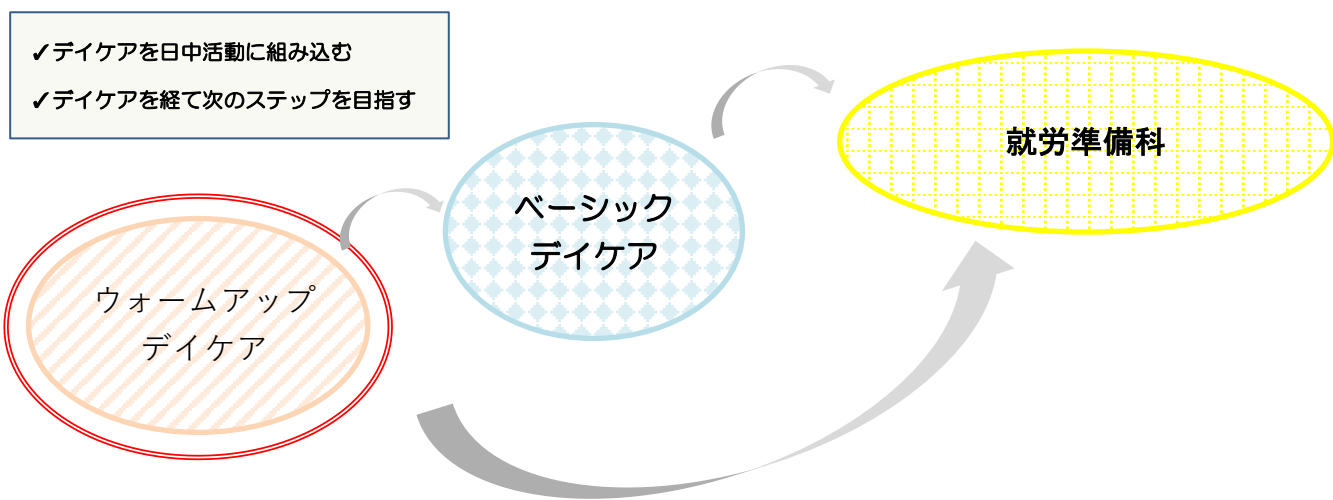 ✓デイケアを日中活動に組み込む
✓デイケアを経て次のステップを目指す
ウォームアップ
デイケア
ベーシック
デイケア
就労準備科